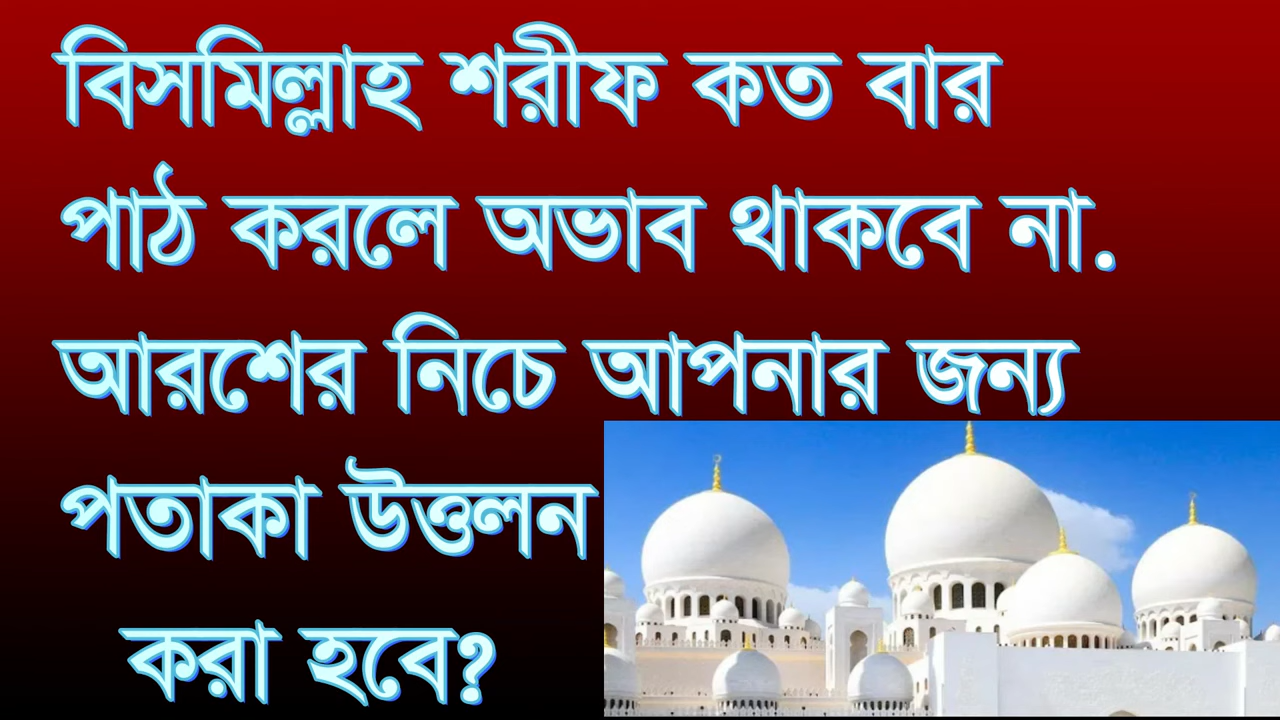 বিসমিল্লাহ শরীফ কত বার
পাঠ করলে অভাব থাকবে না.
আরশের নিচে আপনার জন্য
পতাকা উত্তলন
করা হবে?